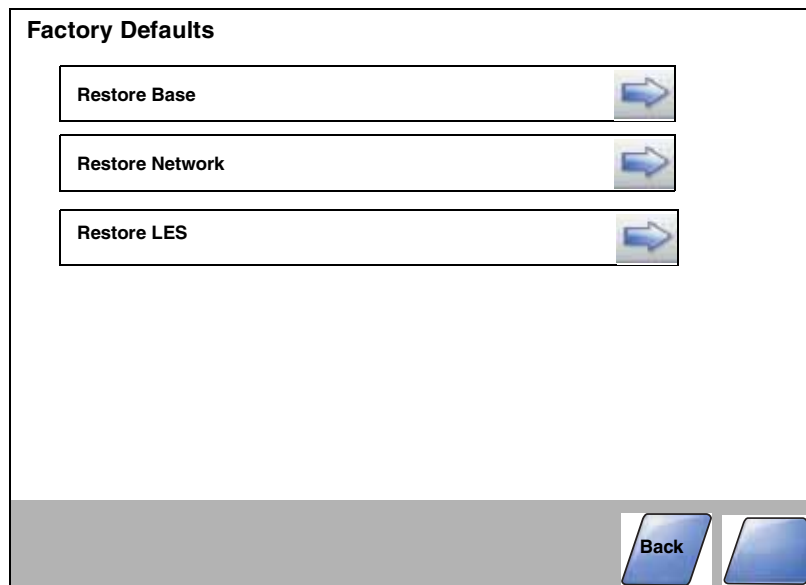 Factory Defaults
Restore Base
Restore Network
Restore LES
Back